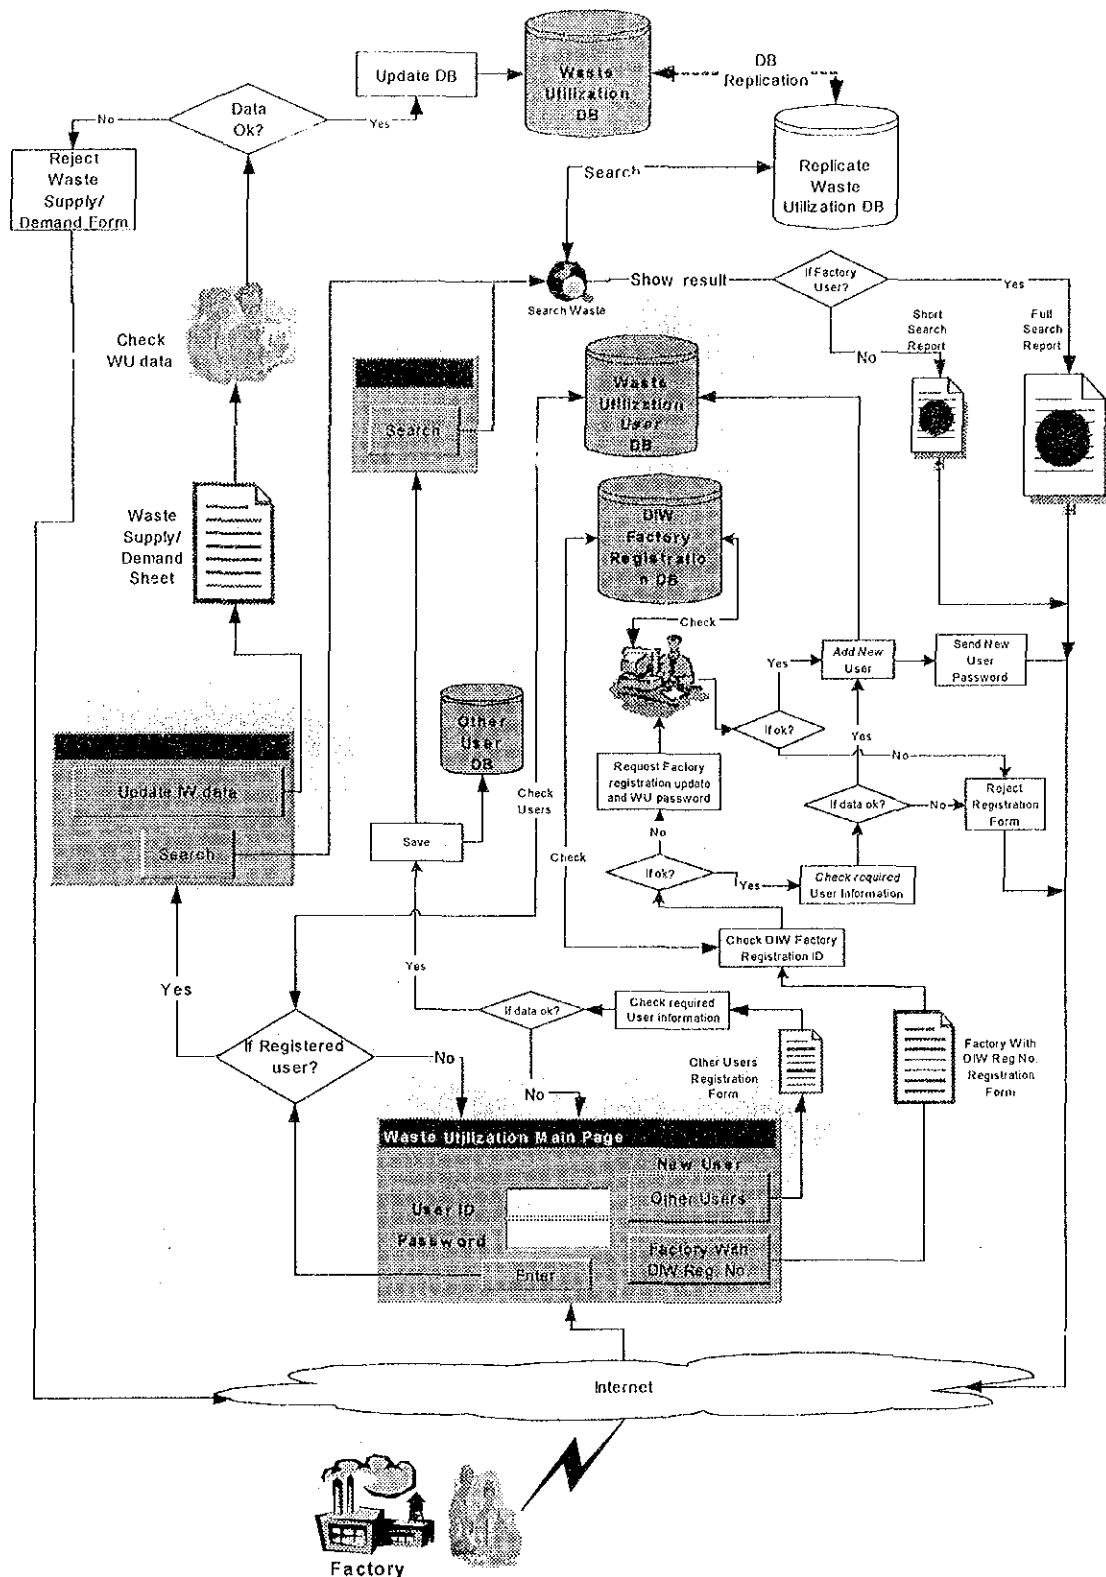 Update DB
Waste
Utilization
DB
DB
Replication
Data
Ok?
No
Yes
Reject
Waste
Supply/
Demand Form
Search
Replicate
Waste
Utilization DB
Show result
If Factory
User?
Yes
No
Search Waste
Short
Search
Report
Full
Search
Report
Check
WU data
Search
Waste
Utilization
User
DB
DIW
Factory
Registratio
n DB
Waste
Supply/
Demand
Sheet
Check
Add New
User
Send New
User
Password
Yes
If ok?
Other
User
DB
Yes
No
Update IW data
Search
Request Factory
registration update
and WU password
Check
Users
If data ok?
No
Reject
Registration
Form
Save
Check
No
If ok?
Yes
Check required
User Information
Check DIW Factory
Registration ID
Yes
Yes
If data ok?
Check required
User information
If Registered
user?
No
No
Other Users
Registration
Form
Factory With
DIW Reg No.
Registration
Form
Waste Utilization Main Page
New User
Other Users
User ID
Password
Factory With
DIW Reg. No
Enter
Internet
Factory